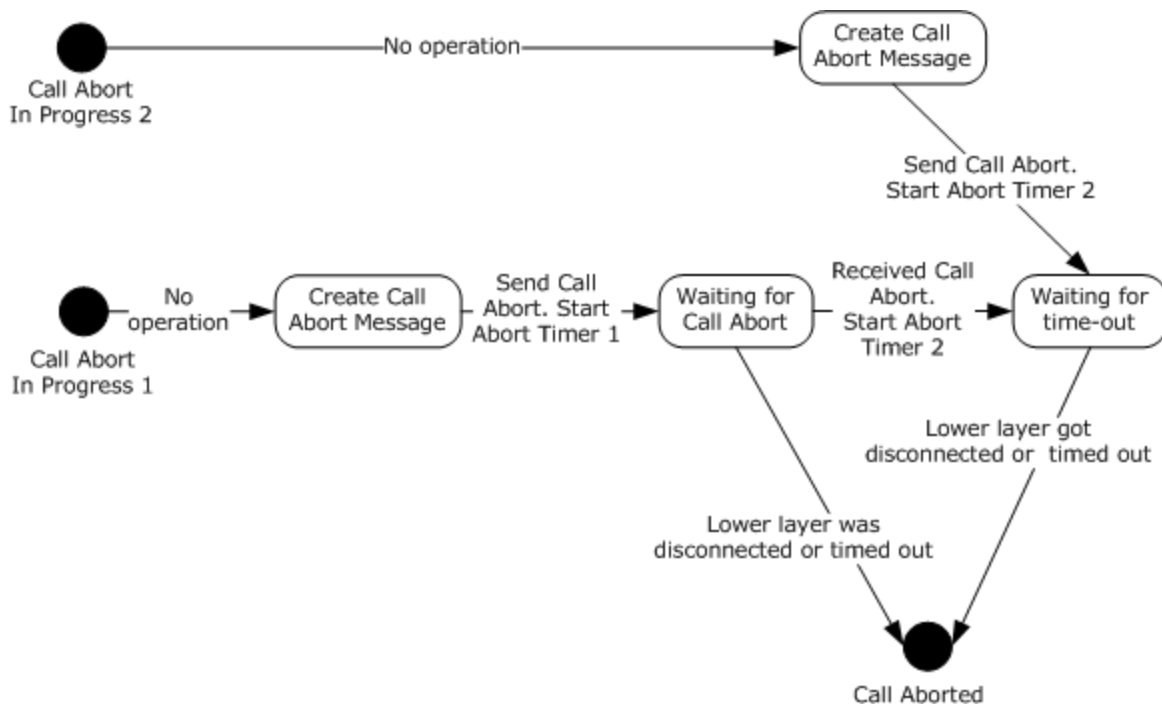 No operation
Create Call
Abort Message
Call Abort
In Progress 2
Send Call Abort.
Start Abort Timer 2
No
operation
Create Call
Abort Message
Send Call
Abort. Start
Abort Timer 1
Waiting for
Call Abort
Received Call
Abort.
Start Abort
Timer 2
Waiting for
time-out
Call Abort
In Progress 1
Lower layer got
disconnected or  timed out
Lower layer was
disconnected or timed out
Call Aborted